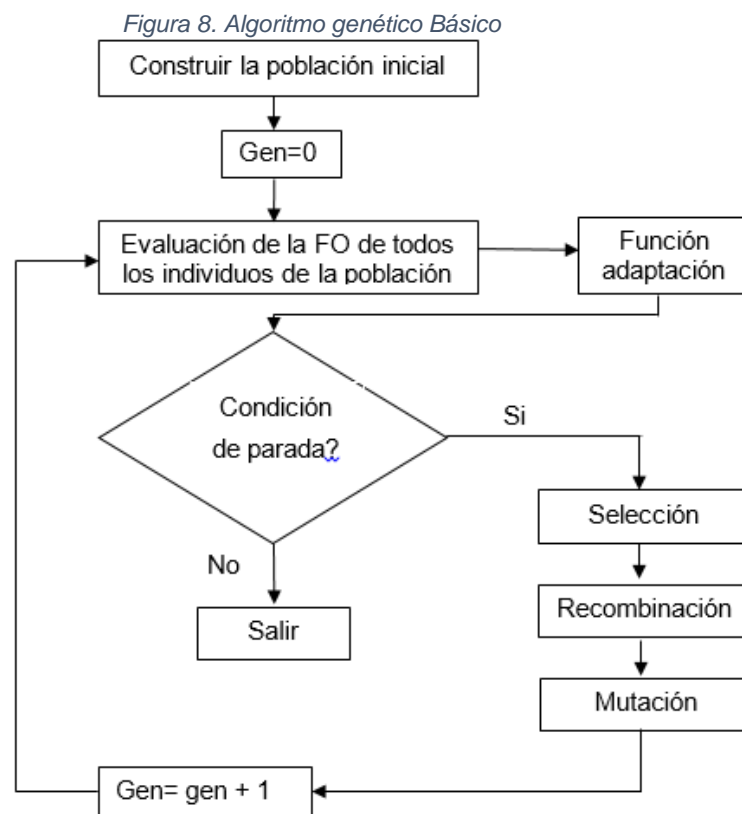 Figura 8. Algoritmo genético Básico
Construir la población inicial
Gen=0
Evaluación de la FO de todos
los individuos de la población
Función
adaptación
Condición
de parada?
Si
Selección
No
Recombinación
Salir
Mutación
Gen= gen + 1